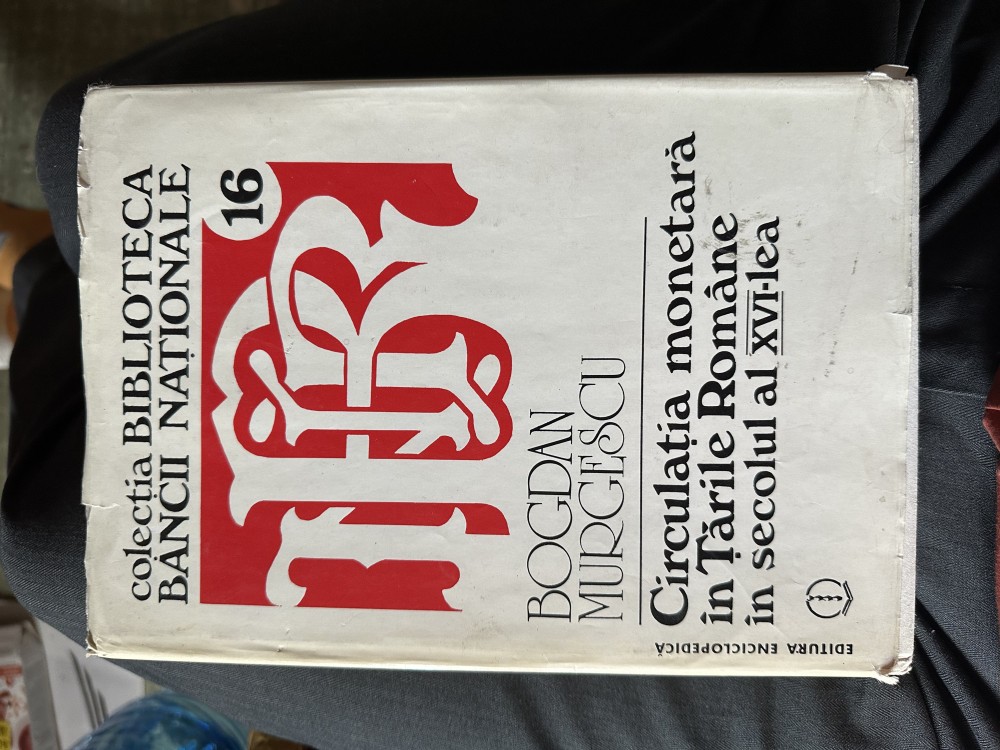 colecția BIBLIOTECA
BĂNCII NAȚIONALE
16
BOGDAN
MURGESCU
Circulația monetară
în Țările Române
în secolul al XVI-lea
EDITURA ENCICLOPEDICĂ